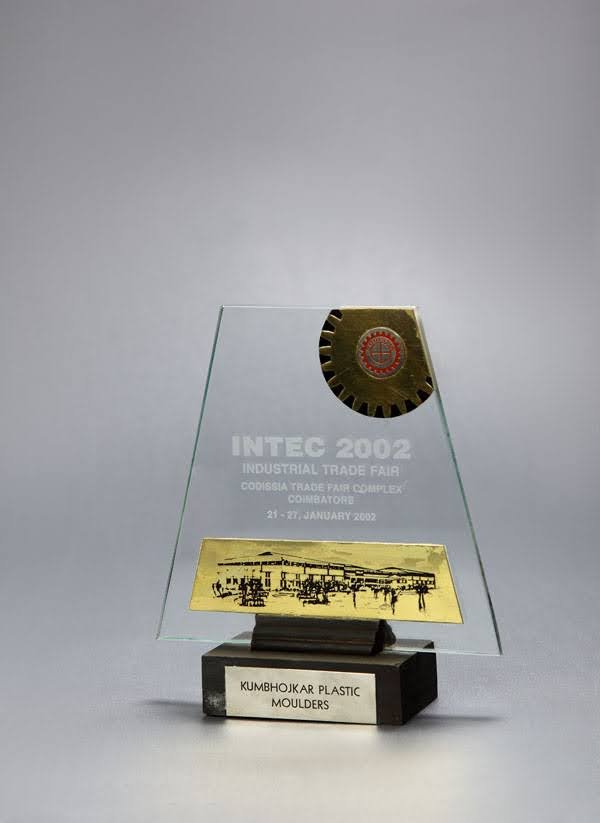 INTEC 2002
INDUSTRIAL TRADE FAIR
CODISSIA TRADE FAIR COMPLEX
COIMBATORE
21 - 27, JANUARY 2002
KUMBHOJKAR PLASTIC
MOULDERS